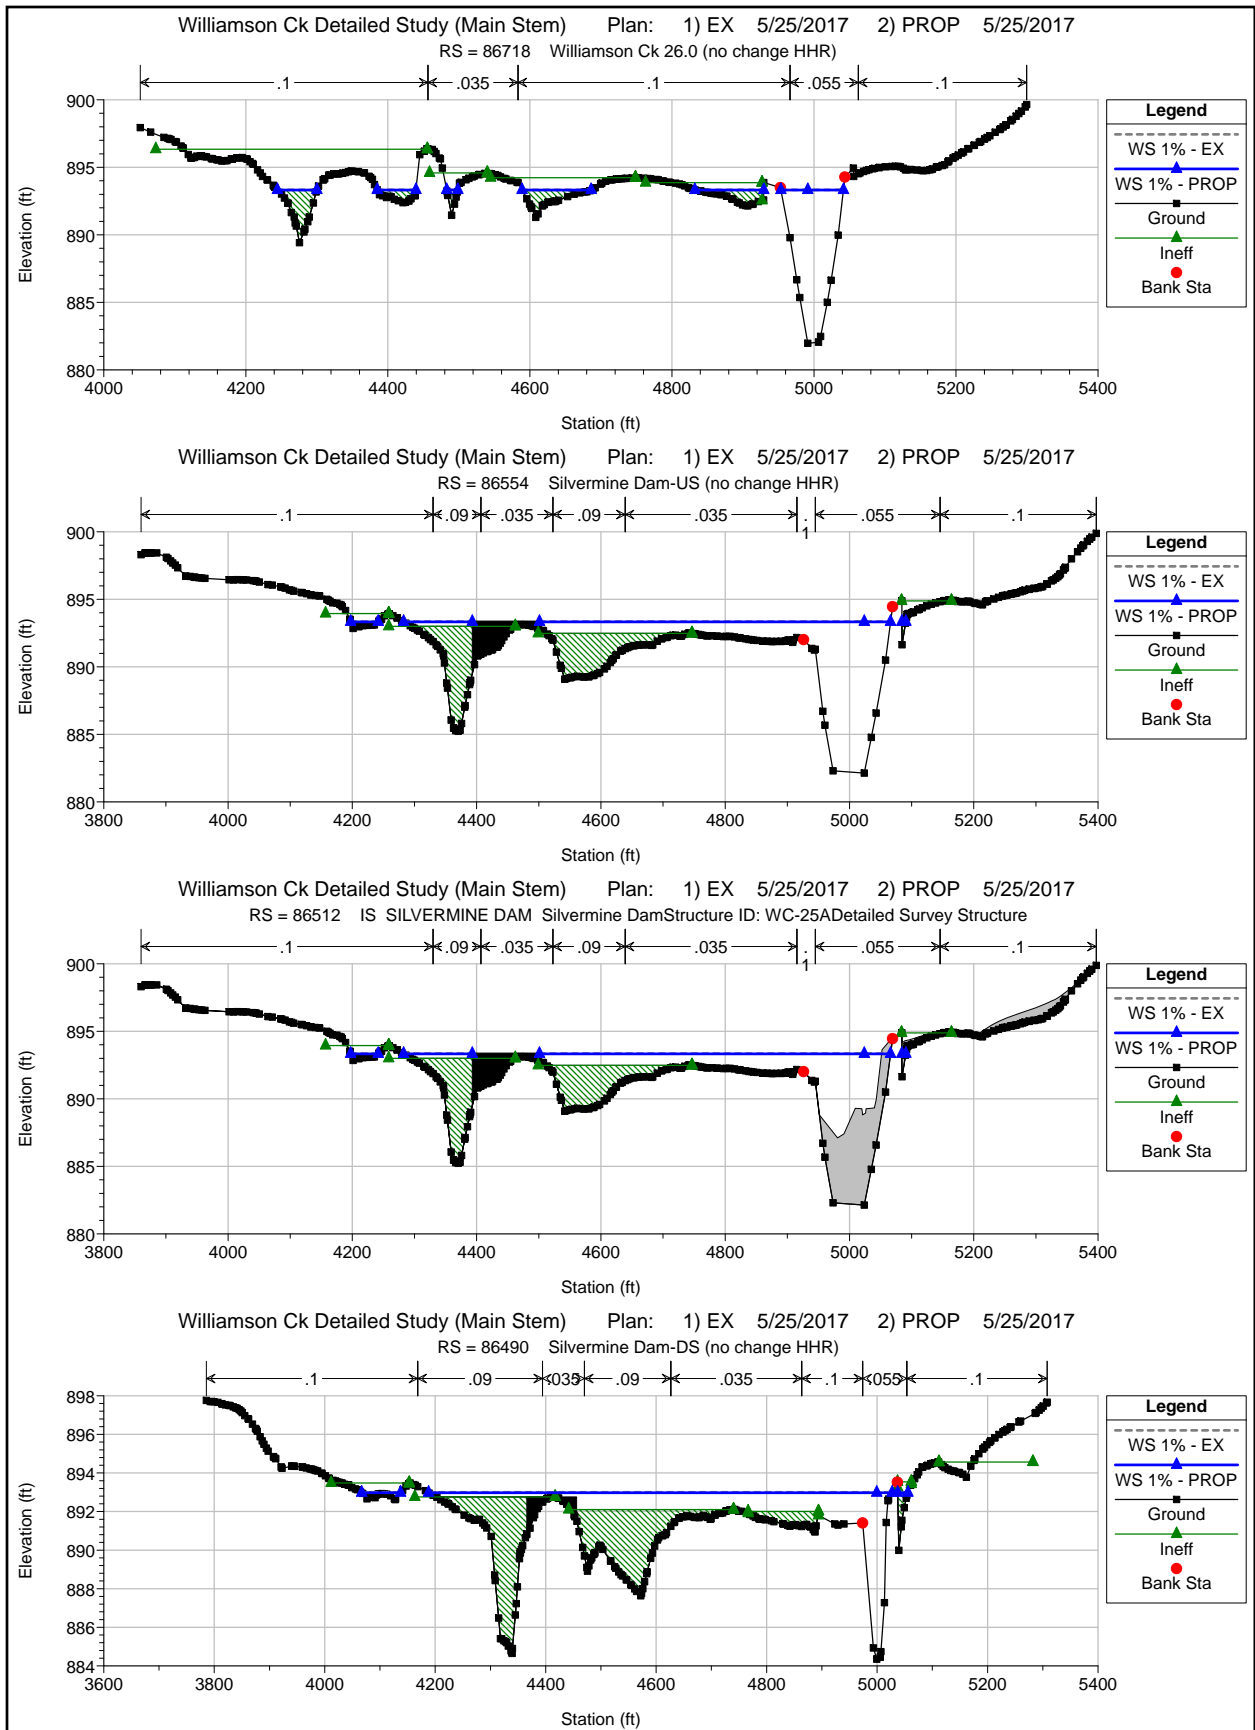 Williamson Ck Detailed Study (Main Stem) Plan: 1) EX 5/25/2017 2) PROP 5/25/2017
RS = 86718 Williamson Ck 26.0 (no change HHR)
.1 .035 .1 .055 .1
900
895
890
885
880
Elevation (ft)
4000 4200 4400 4600 4800 5000 5200 5400
Station (ft)
Legend
WS 1% - EX
WS 1% - PROP
Ground
Ineff
Bank Sta
Williamson Ck Detailed Study (Main Stem) Plan: 1) EX 5/25/2017 2) PROP 5/25/2017
RS = 86554 Silvermine Dam-US (no change HHR)
.1 .09 .035 .09 .035 .1 .055 .1
900
895
890
885
880
Elevation (ft)
3800 4000 4200 4400 4600 4800 5000 5200 5400
Station (ft)
Legend
WS 1% - EX
WS 1% - PROP
Ground
Ineff
Bank Sta
Williamson Ck Detailed Study (Main Stem) Plan: 1) EX 5/25/2017 2) PROP 5/25/2017
RS = 86512 IS SILVERMINE DAM Silvermine DamStructure ID: WC-25ADetailed Survey Structure
.1 .09 .035 .09 .035 .1 .055 .1
900
895
890
885
880
Elevation (ft)
3800 4000 4200 4400 4600 4800 5000 5200 5400
Station (ft)
Legend
WS 1% - EX
WS 1% - PROP
Ground
Ineff
Bank Sta
Williamson Ck Detailed Study (Main Stem) Plan: 1) EX 5/25/2017 2) PROP 5/25/2017
RS = 86490 Silvermine Dam-DS (no change HHR)
.1 .09 .035 .09 .035 .1 .055 .1
898
896
894
892
890
888
886
884
Elevation (ft)
3600 3800 4000 4200 4400 4600 4800 5000 5200 5400
Station (ft)
Legend
WS 1% - EX
WS 1% - PROP
Ground
Ineff
Bank Sta